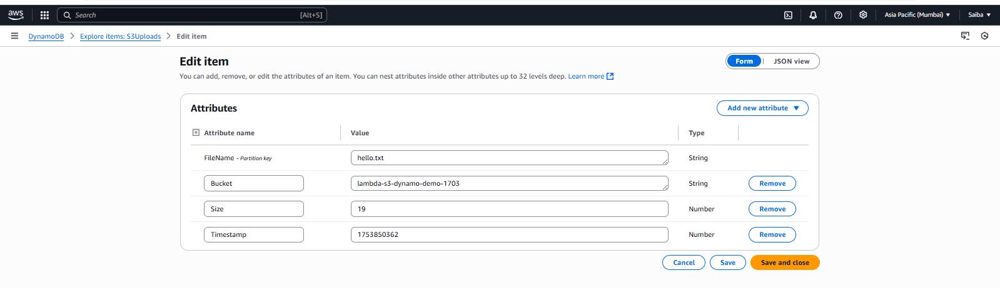 aws Search [Alt+S] Asia Pacific (Mumbai) Saiba
DynamoDB Explore items: S3Uploads Edit item
Edit item Form JSON view
You can add, remove, or edit the attributes of an item. You can nest attributes inside other attributes up to 32 levels deep. Learn more
Attributes Add new attribute
Attribute name Value Type
FileName - Partition key hello.txt String
Bucket lambda-s3-dynamo-demo-1703 String Remove
Size 19 Number Remove
Timestamp 1753850362 Number Remove
Cancel Save Save and close